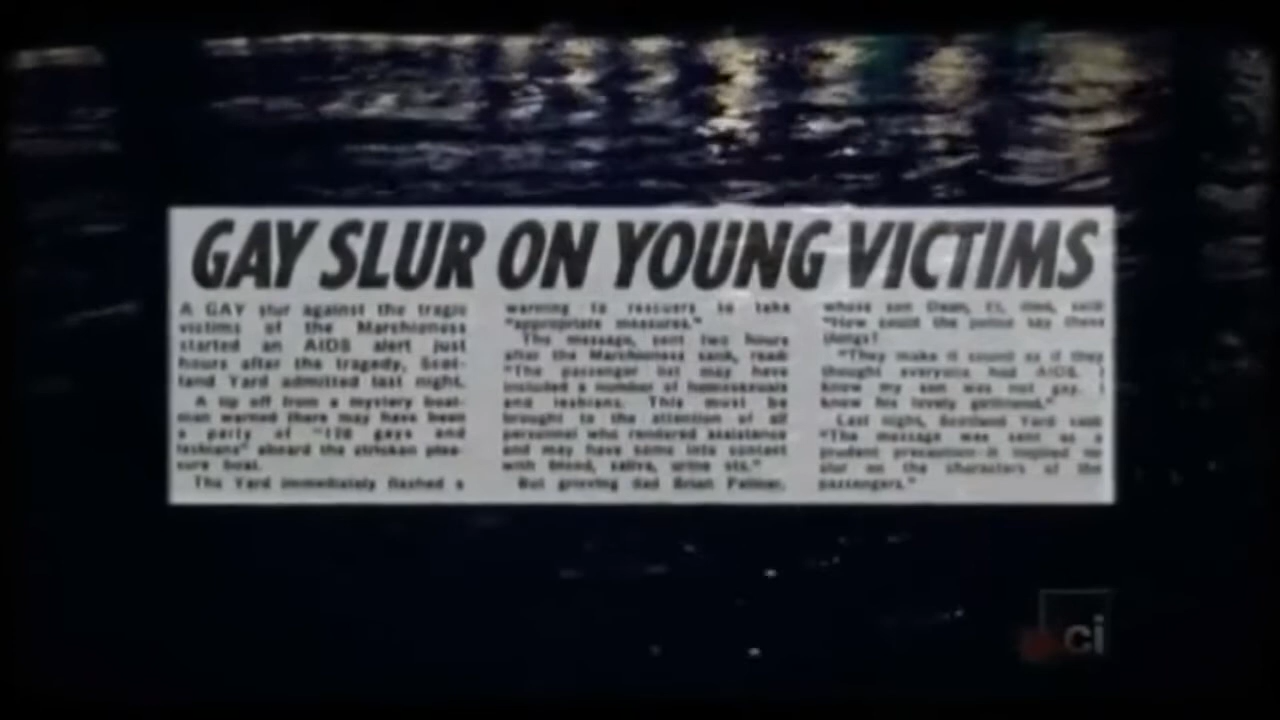 GAY SLUR ON YOUNG VICTIMS
A GAY slur against the tragic
victims of the Marchioness
started an AIDS alert just
hours after the tragedy, Scot-
land Yard admitted last night.
A tip off from a mystery boat-
man warned there may have been
a party of "120 gays and
lesbians" aboard the stricken plea-
sure boat.
The Yard immediately flashed a
warning to rescuers to take
"appropriate measures."
The message, sent two hours
after the Marchioness sank, read:
"The passenger list may have
included a number of homosexuals
and lesbians. This must be
brought to the attention of all
personnel who rendered assistance
and may have come into contact
with blood, saliva, urine etc."
But grieving dad Brian
whose son Dean, died, said:
"How could the police say these
things?
"They make it sound as if they
thought everyone had AIDS. I
know my son was not gay. I
know his lovely girlfriend."
Last night, Scotland Yard said:
"The message was sent as a
prudent precaution—it implied no
slur on the characters of the
passengers."
ci